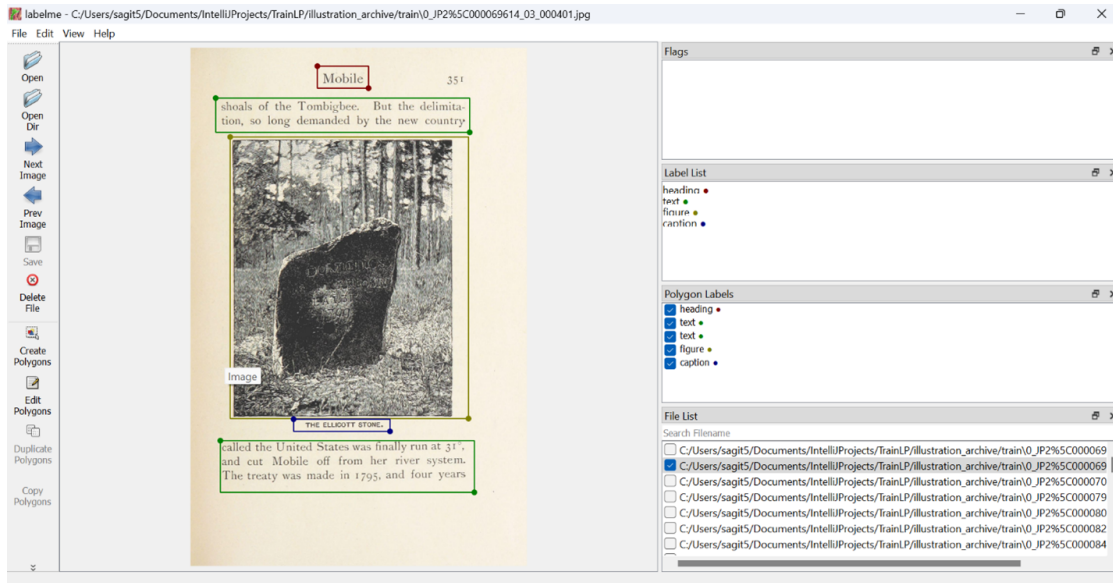 labelme - C:/Users/sagit5/Documents/IntelliJProjects/TrainLP/illustration_archive/train\0_JP2%5C000069614_03_000401.jpg
File Edit View Help
Open
Open
Dir
Next
Image
Prev
Image
Save
Delete
File
Create
Polygons
Edit
Polygons
Duplicate
Polygons
Copy
Polygons
Mobile 351
shoals of the Tombigbee. But the delimita-
tion, so long demanded by the new country
Image
THE ELLICOTT STONE.
called the United States was finally run at 31°,
and cut Mobile off from her river system.
The treaty was made in 1795, and four years
Flags
Label List
heading
text
figure
caption
Polygon Labels
heading
text
text
figure
caption
File List
Search Filename
C:/Users/sagit5/Documents/IntelliJProjects/TrainLP/illustration_archive/train\0_JP2%5C000069
C:/Users/sagit5/Documents/IntelliJProjects/TrainLP/illustration_archive/train\0_JP2%5C000069
C:/Users/sagit5/Documents/IntelliJProjects/TrainLP/illustration_archive/train\0_JP2%5C000070
C:/Users/sagit5/Documents/IntelliJProjects/TrainLP/illustration_archive/train\0_JP2%5C000079
C:/Users/sagit5/Documents/IntelliJProjects/TrainLP/illustration_archive/train\0_JP2%5C000080
C:/Users/sagit5/Documents/IntelliJProjects/TrainLP/illustration_archive/train\0_JP2%5C000082
C:/Users/sagit5/Documents/IntelliJProjects/TrainLP/illustration_archive/train\0_JP2%5C000084